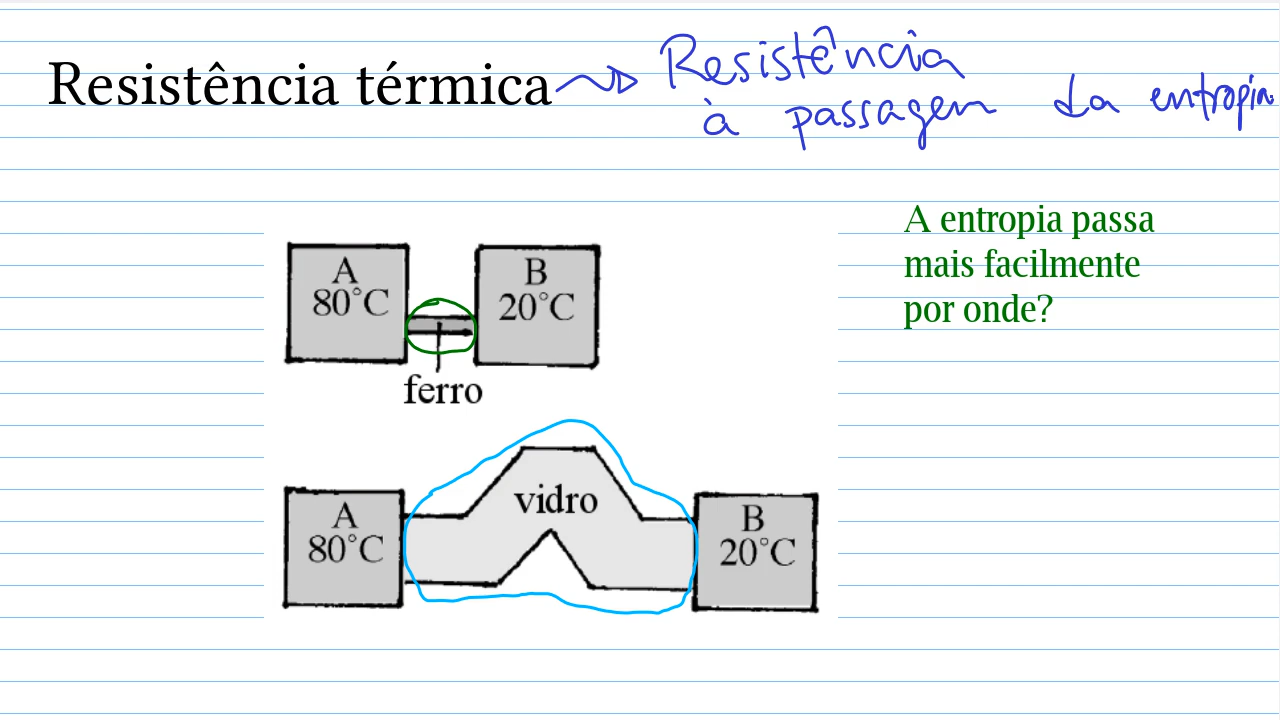 Resistência térmica
Resistência
à passagem da entropia
A entropia passa
mais facilmente
por onde?
A
80°C
B
20°C
ferro
vidro
A
80°C
B
20°C